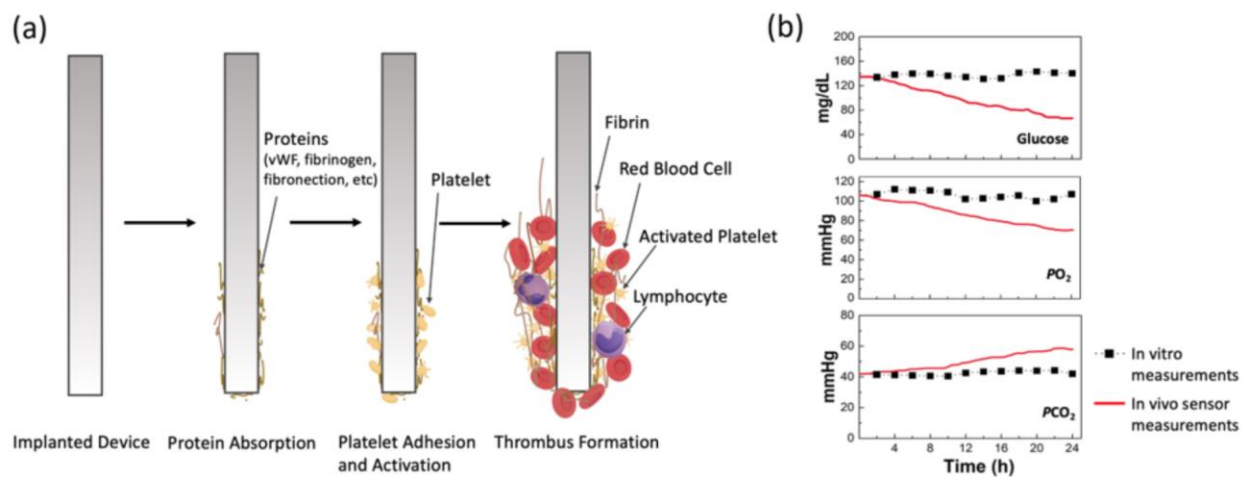 (a)
Proteins
(vWF, fibrinogen,
fibronection, etc)
Platelet
Fibrin
Red Blood Cell
Activated Platelet
Lymphocyte
Implanted Device
Protein Absorption
Platelet Adhesion
and Activation
Thrombus Formation
(b)
200
160
120
80
40
0
mg/dL
Glucose
120
100
80
60
40
20
0
mmHg
PO₂
80
60
40
20
0
mmHg
PCO₂
4 8 12 16 20 24
Time (h)
In vitro
measurements
In vivo sensor
measurements